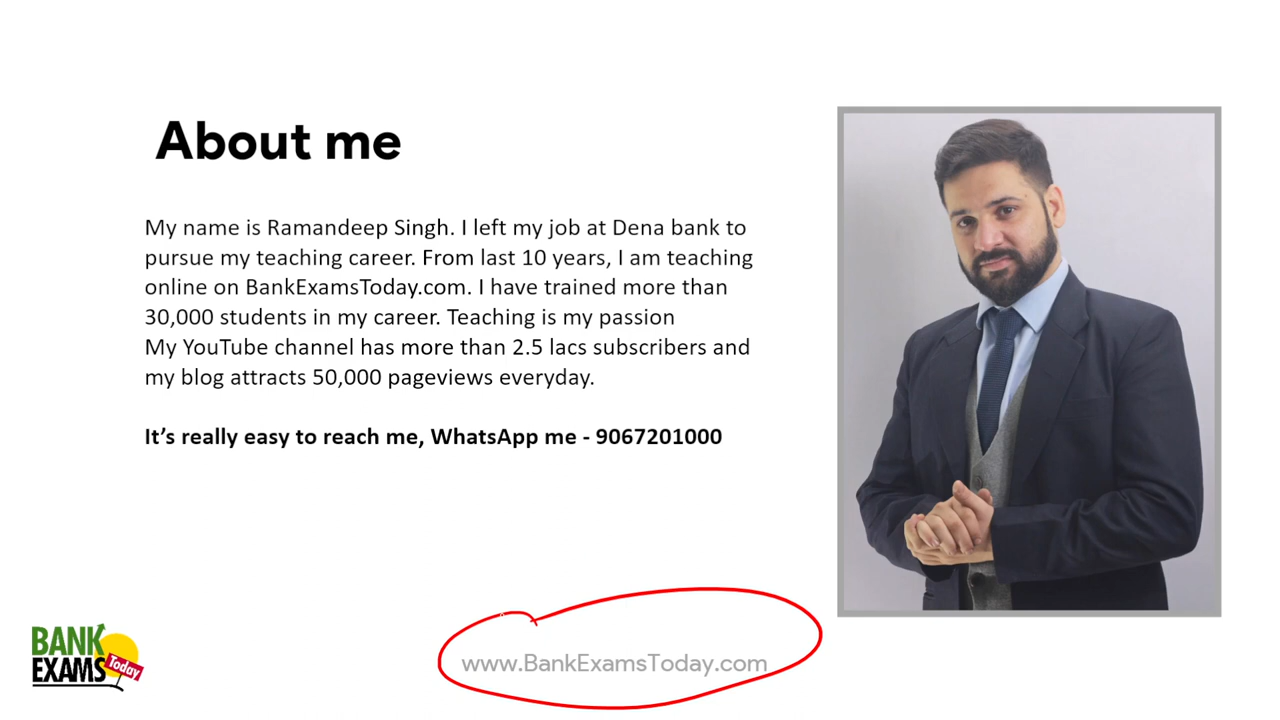 About me
My name is Ramandeep Singh. I left my job at Dena bank to
pursue my teaching career. From last 10 years, I am teaching
online on BankExamsToday.com. I have trained more than
30,000 students in my career. Teaching is my passion
My YouTube channel has more than 2.5 lacs subscribers and
my blog attracts 50,000 pageviews everyday.
It’s really easy to reach me, WhatsApp me - 9067201000
BANK
EXAMS
Today
www.BankExamsToday.com